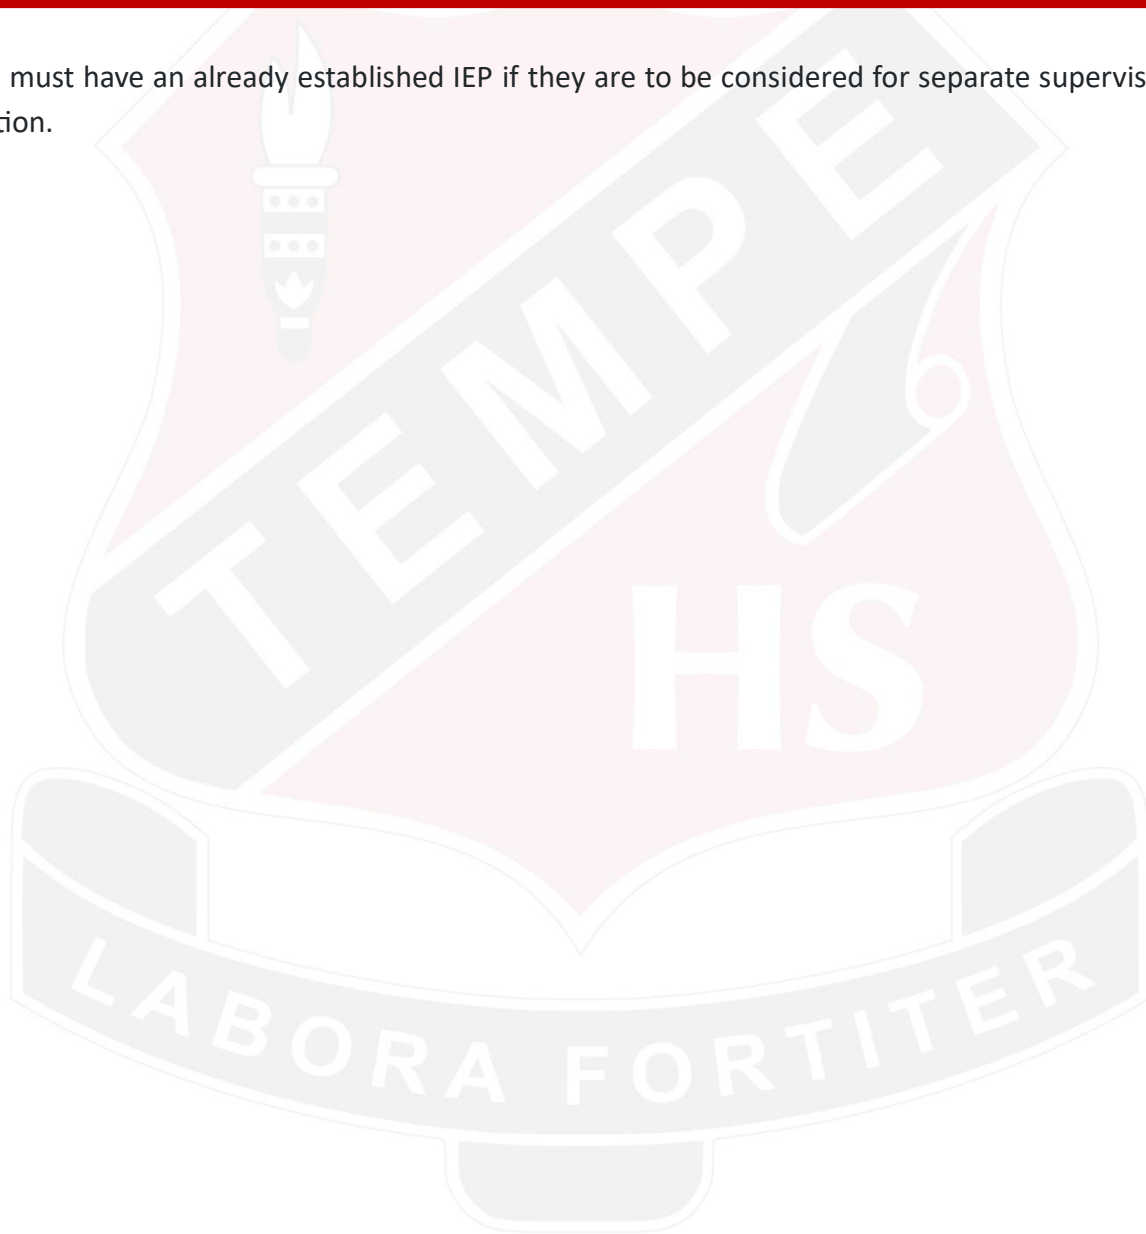 must have an already established IEP if they are to be considered for separate supervis
tion.
TEMPE
HS
LABORA FORTITER